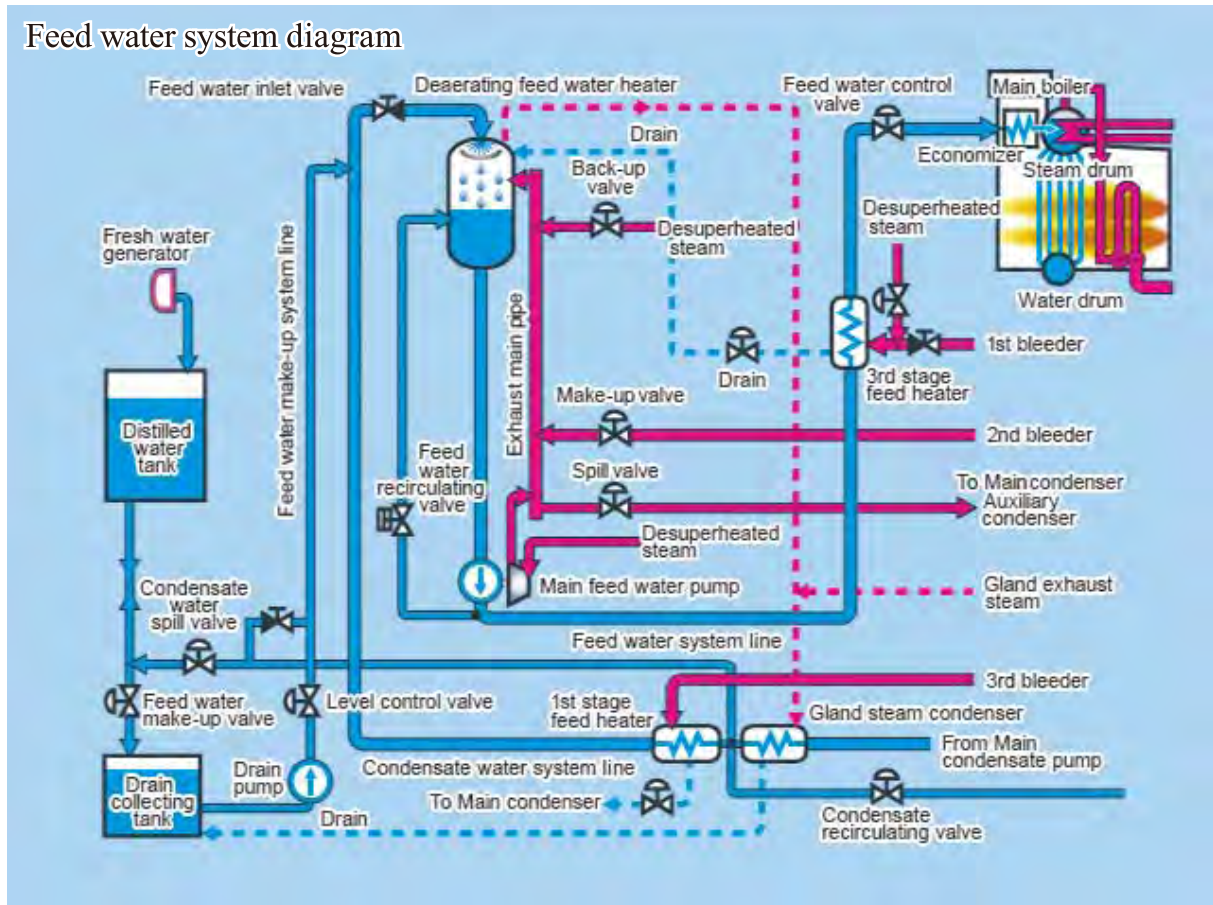 Feed water system diagram
Feed water inlet valve
Deaerating feed water heater
Feed water control
valve
Main boiler
Drain
Economizer
Steam drum
Back-up
valve
Desuperheated
steam
Desuperheated
steam
Fresh water
generator
Water drum
Feed water make-up system line
Exhaust main pipe
1st bleeder
Drain
3rd stage
feed heater
Make-up valve
2nd bleeder
Distilled
water
tank
Feed
water
recirculating
valve
Spill valve
To Main condenser
Auxiliary
condenser
Desuperheated
steam
Main feed water pump
Gland exhaust
steam
Condensate
water
spill valve
Feed water system line
3rd bleeder
Feed water
make-up valve
Level control valve
1st stage
feed heater
Gland steam condenser
From Main
condensate pump
Condensate water system line
Drain
pump
Drain
collecting
tank
To Main condenser
Drain
Condensate
recirculating valve